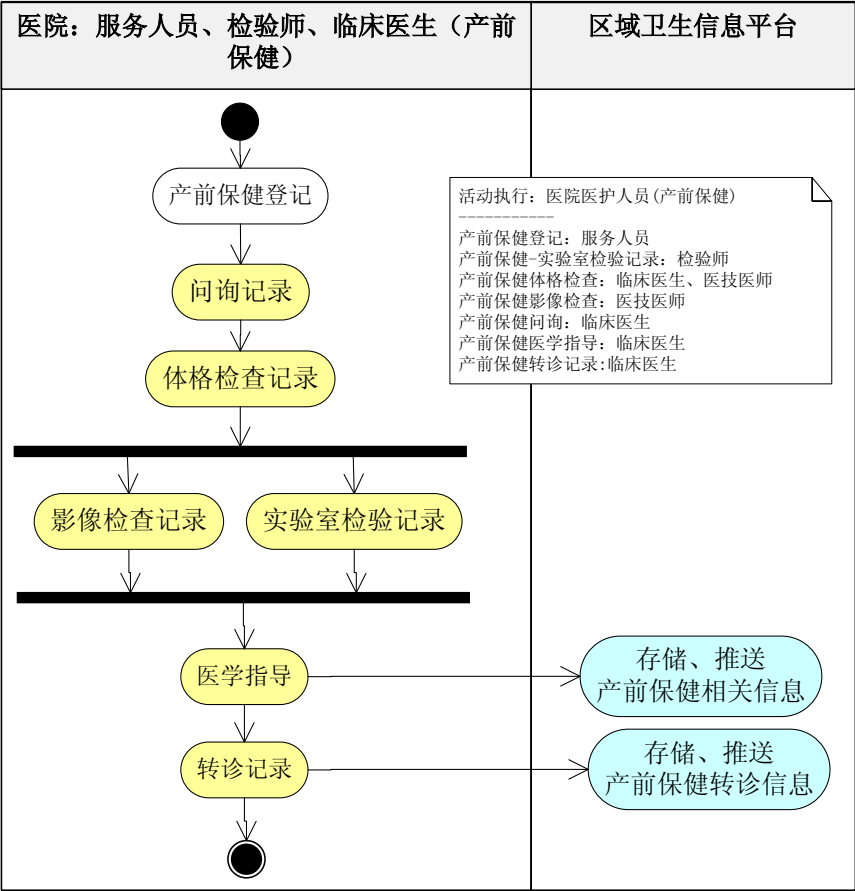 医院：服务人员、检验师、临床医生（产前
保健）
区域卫生信息平台
产前保健登记
活动执行：医院医护人员(产前保健)
-----------
产前保健登记：服务人员
产前保健-实验室检验记录：检验师
产前保健体格检查：临床医生、医技医师
产前保健影像检查：医技医师
产前保健问询：临床医生
产前保健医学指导：临床医生
产前保健转诊记录:临床医生
问询记录
体格检查记录
影像检查记录
实验室检验记录
医学指导
存储、推送
产前保健相关信息
转诊记录
存储、推送
产前保健转诊信息